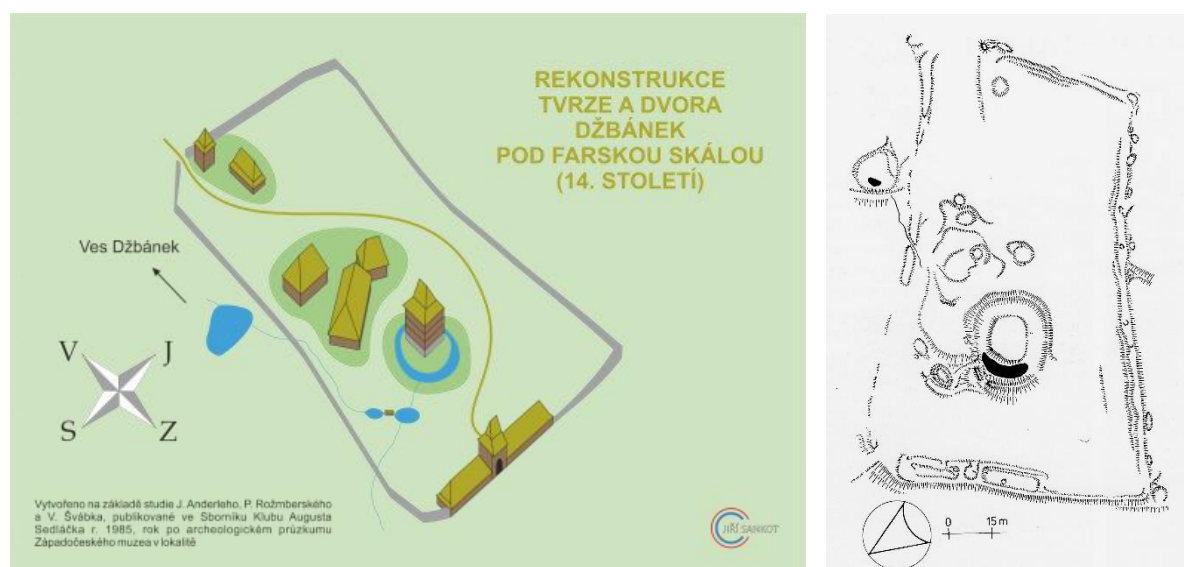 REKONSTRUKCE
TVRZE A DVORA
DŽBÁNEK
POD FARSKOU SKÁLOU
(14. STOLETÍ)
Ves Džbánek
V J
S Z
Vytvořeno na základě studie J. Anderleho, P. Rožmberského
a V. Švábka, publikované ve Sborníku Klubu Augusta
Sedláčka r. 1985, rok po archeologickém průzkumu
Západočeského muzea v lokalitě
JIŘÍ SANKOT
0 15 m